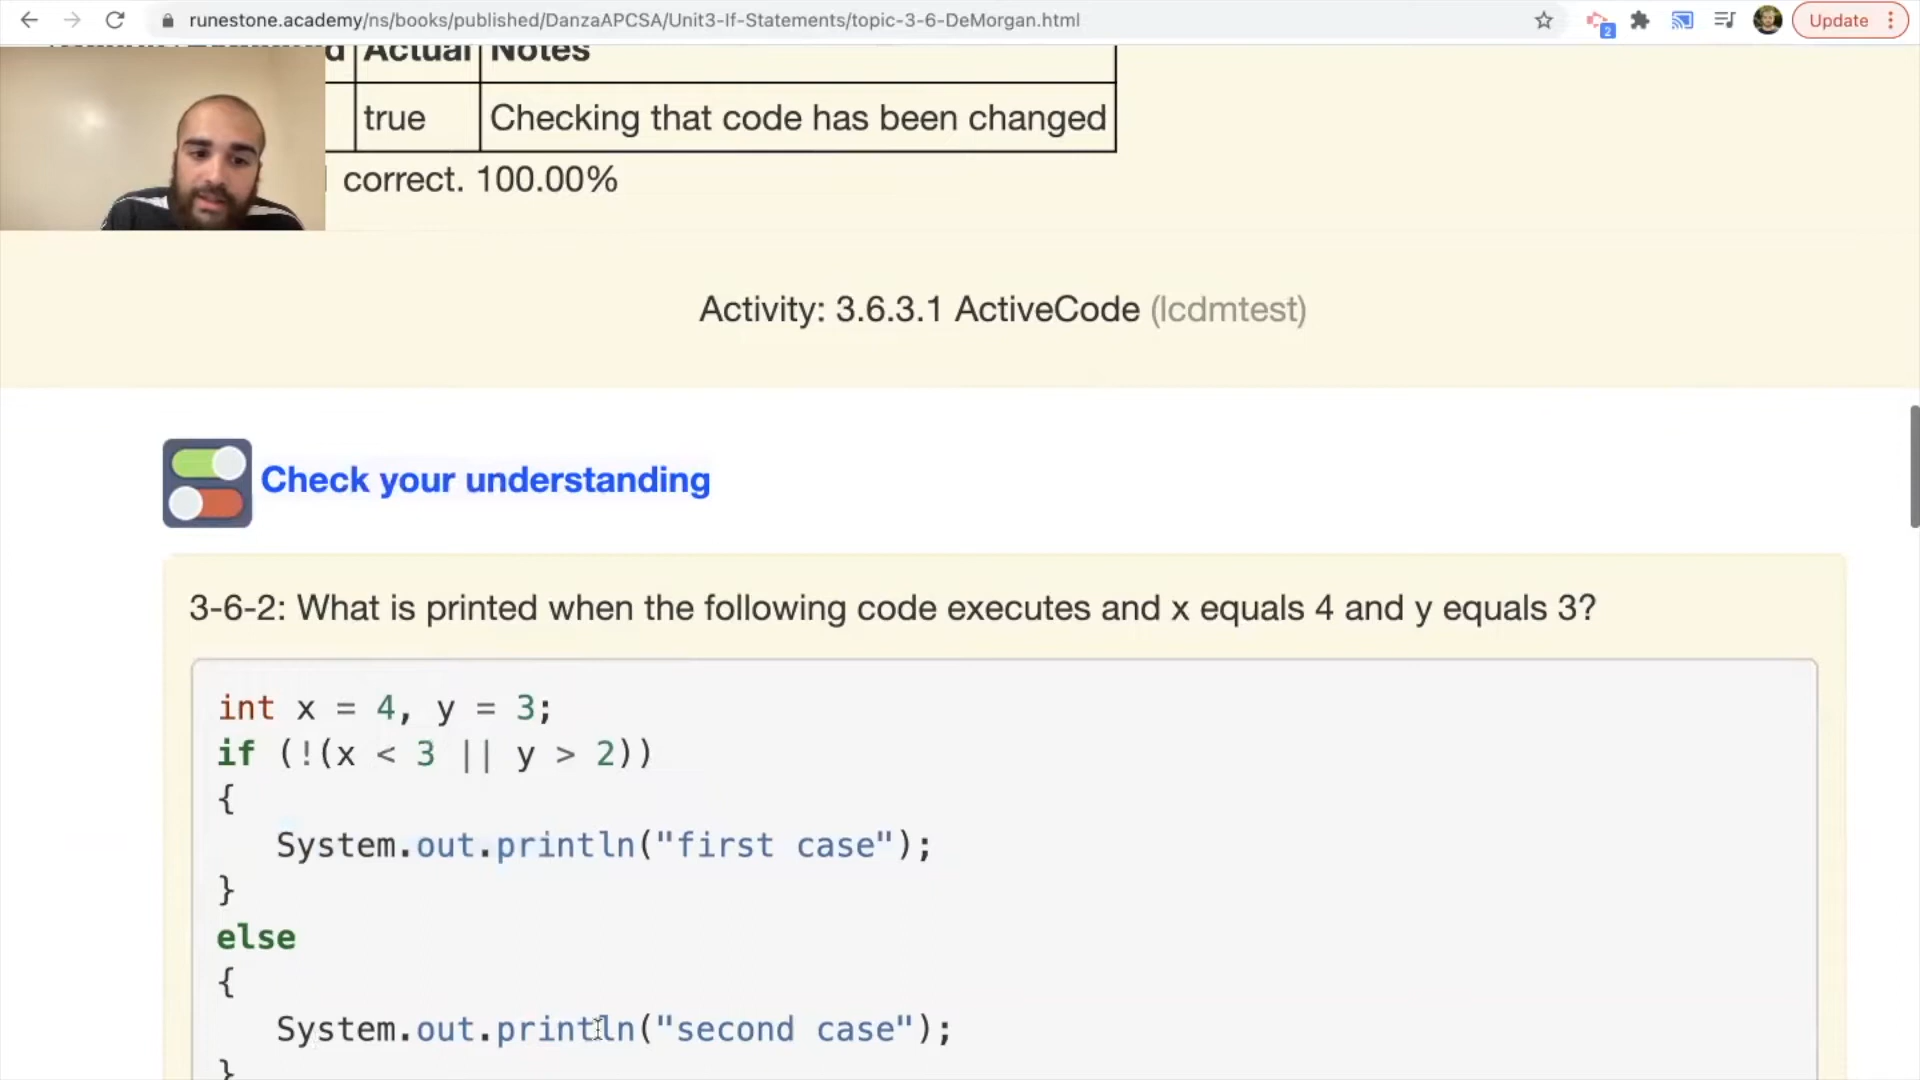 runestone.academy/ns/books/published/DanzaAPCSA/Unit3-If-Statements/topic-3-6-DeMorgan.html
2
Update
Actual Notes
true Checking that code has been changed
correct. 100.00%
Activity: 3.6.3.1 ActiveCode (lcdmtest)
Check your understanding
3-6-2: What is printed when the following code executes and x equals 4 and y equals 3?
int x = 4, y = 3;
if (!(x < 3 || y > 2))
{
System.out.println("first case");
}
else
{
System.out.println("second case");
}